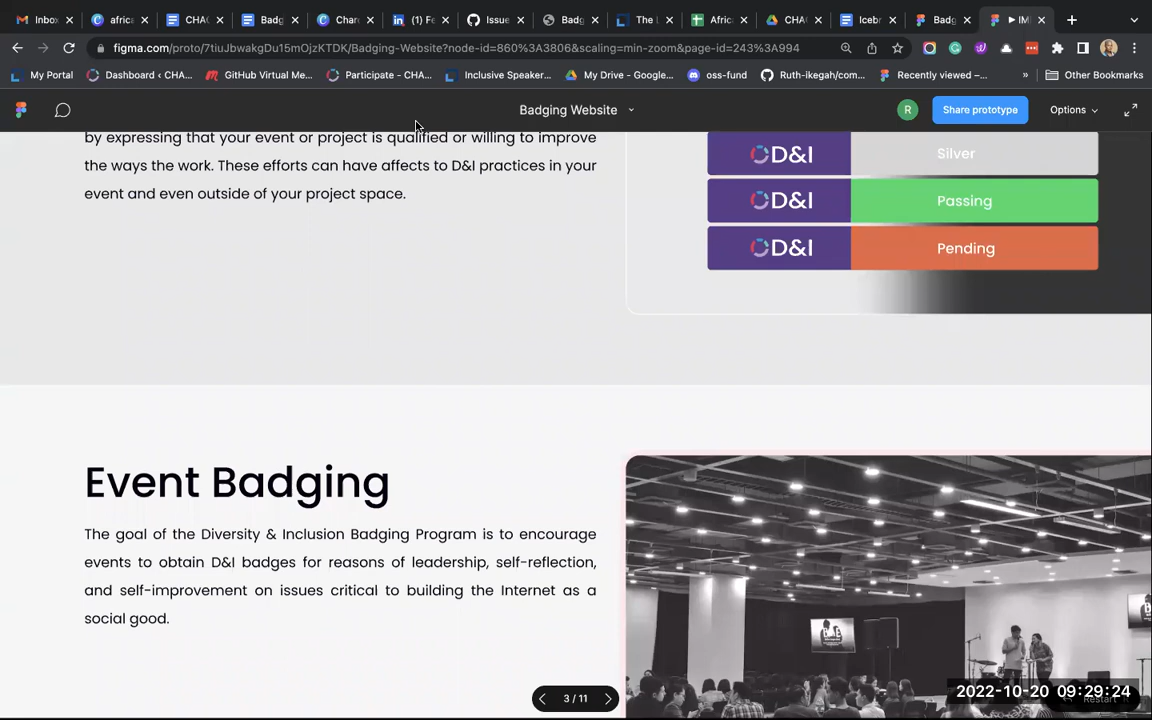 Inbox
africa
CHAO
Badg
Charc
(1) Fe
Issue
Badg
The L
Africa
CHAO
Icebr
Badg
IMi
figma.com/proto/7tiuJbwakgDu15mOjzKTDK/Badging-Website?node-id=860%3A3806&scaling=min-zoom&page-id=243%3A994
My Portal
Dashboard ‹ CHA...
GitHub Virtual Me...
Participate - CHA...
Inclusive Speaker...
My Drive - Google...
oss-fund
Ruth-ikegah/com...
Recently viewed –...
»
Other Bookmarks
Badging Website
R
Share prototype
Options
by expressing that your event or project is qualified or willing to improve
the ways the work. These efforts can have affects to D&I practices in your
event and even outside of your project space.
D&I Silver
D&I Passing
D&I Pending
Event Badging
The goal of the Diversity & Inclusion Badging Program is to encourage
events to obtain D&I badges for reasons of leadership, self-reflection,
and self-improvement on issues critical to building the Internet as a
social good.
3 / 11
2022-10-20 09:29:24